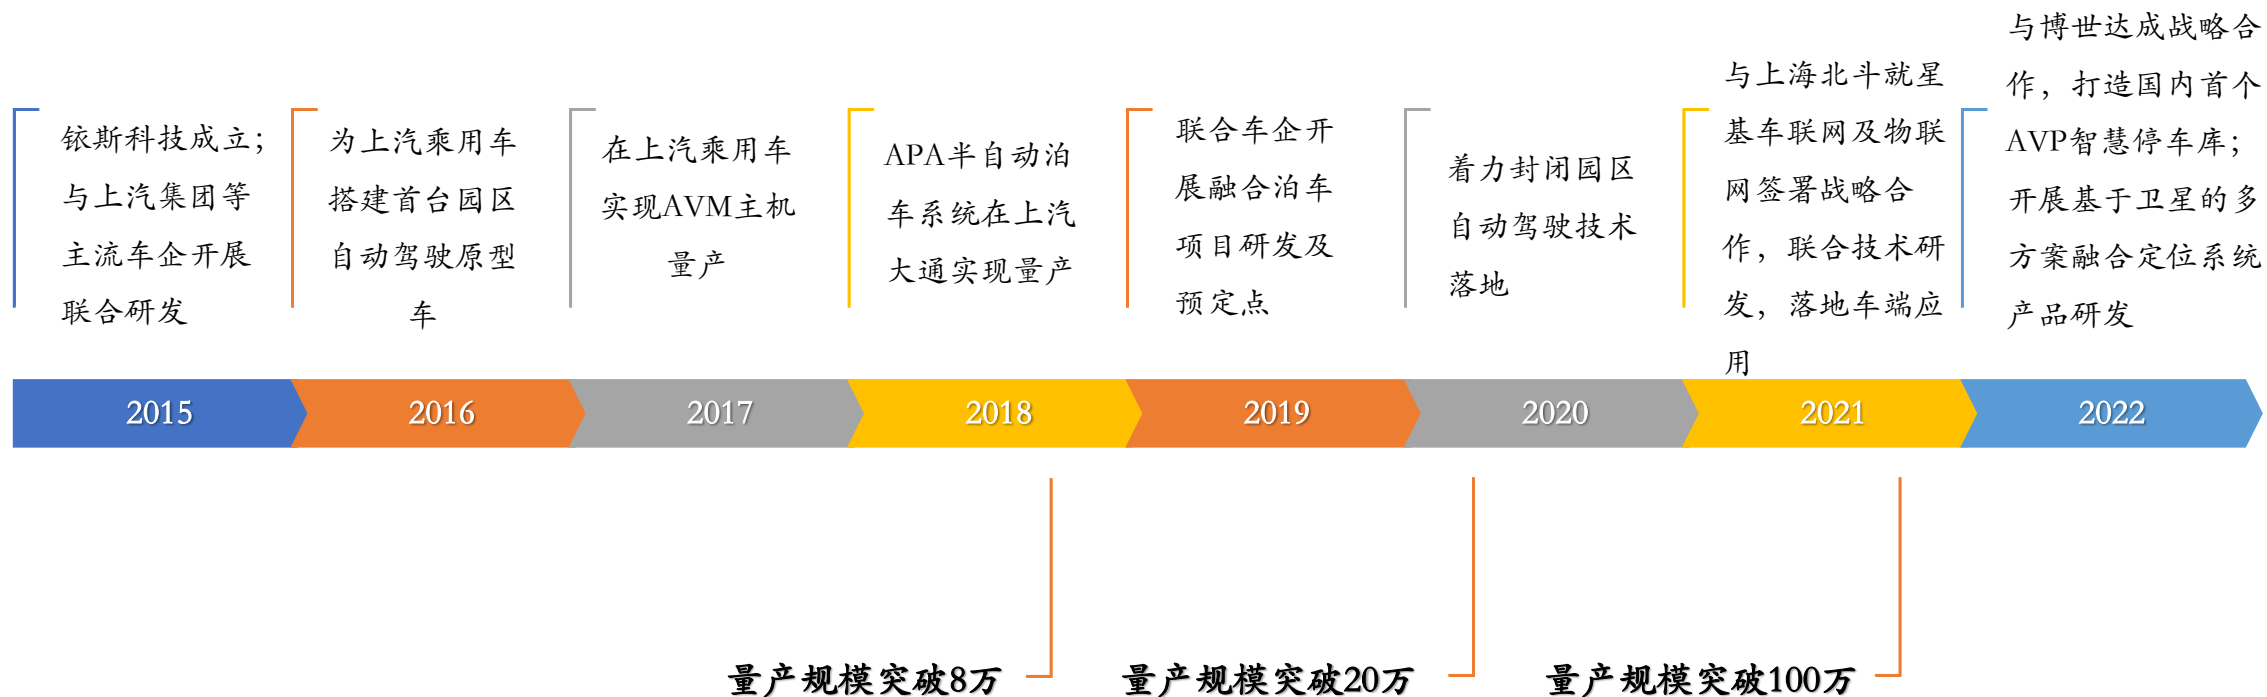 铱斯科技成立；
与上汽集团等
主流车企开展
联合研发
为上汽乘用车
搭建首台园区
自动驾驶原型
车
在上汽乘用车
实现AVM主机
量产
APA半自动泊
车系统在上汽
大通实现量产
联合车企开
展融合泊车
项目研发及
预定点
着力封闭园区
自动驾驶技术
落地
与上海北斗就星
基车联网及物联
网签署战略合
作，联合技术研
发，落地车端应
用
与博世达成战略合
作，打造国内首个
AVP智慧停车库；
开展基于卫星的多
方案融合定位系统
产品研发
2015
2016
2017
2018
2019
2020
2021
2022
量产规模突破8万
量产规模突破20万
量产规模突破100万